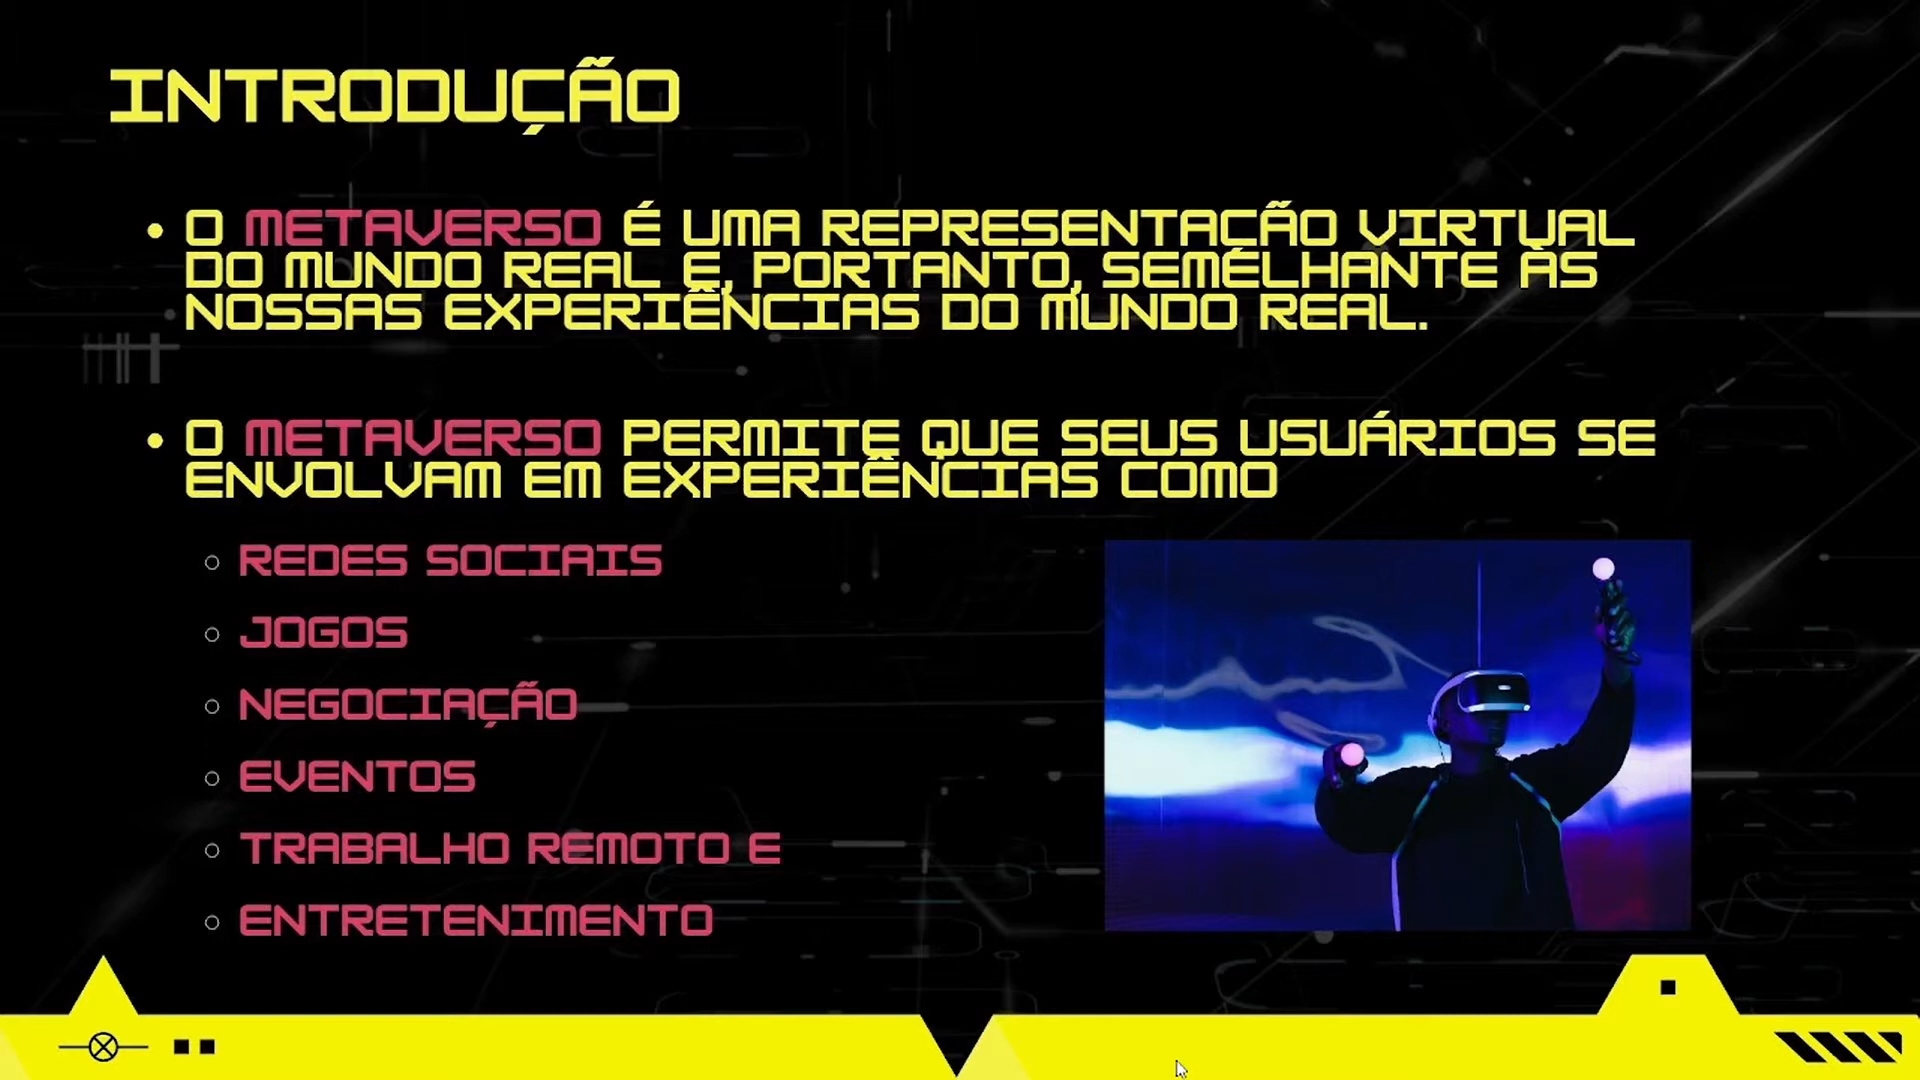 INTRODUÇÃO
• O METAVERSO É UMA REPRESENTAÇÃO VIRTUAL
DO MUNDO REAL E, PORTANTO, SEMELHANTE ÀS
NOSSAS EXPERIÊNCIAS DO MUNDO REAL.
• O METAVERSO PERMITE QUE SEUS USUÁRIOS SE
ENVOLVAM EM EXPERIÊNCIAS COMO
○ REDES SOCIAIS
○ JOGOS
○ NEGOCIAÇÃO
○ EVENTOS
○ TRABALHO REMOTO E
○ ENTRETENIMENTO